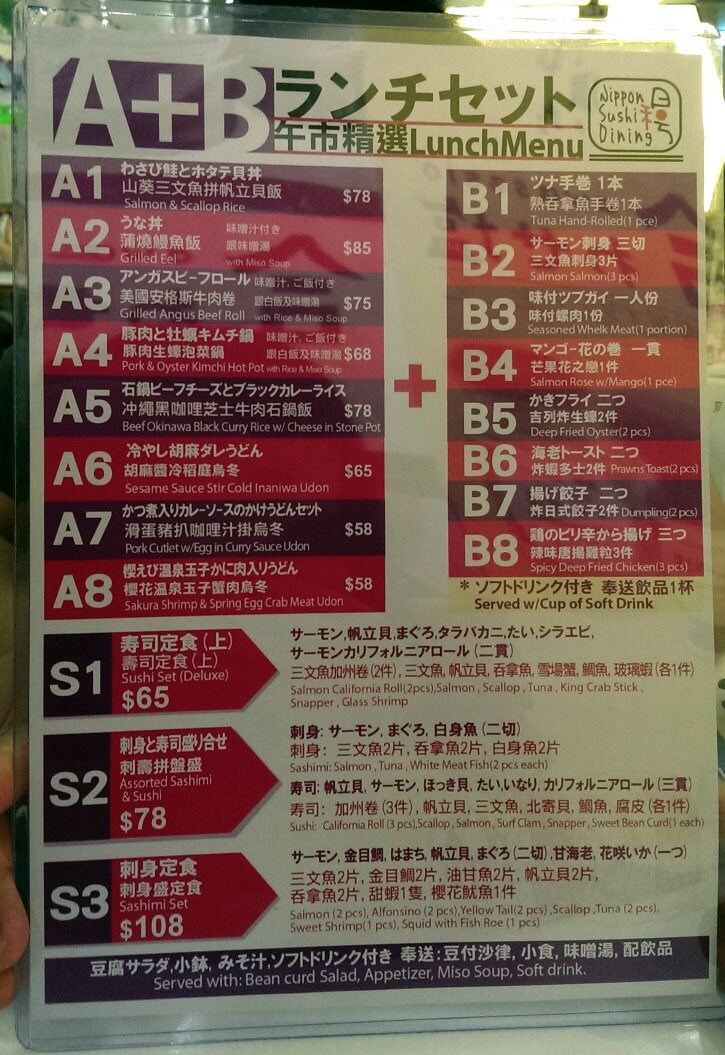 A+B ランチセット
午市精選LunchMenu
Nippon
Sushi
Dining
A1 わさび鮭とホタテ貝丼
山葵三文魚拼帆立貝飯 $78
Salmon & Scallop Rice
A2 うな丼 味噌汁付き
蒲燒鰻魚飯 跟味噌湯 $85
Grilled Eel with Miso Soup
A3 アンガスビーフロール 味噌汁、ご飯付き
美國安格斯牛肉卷 跟白飯及味噌湯 $75
Grilled Angus Beef Roll with Rice & Miso Soup
A4 豚肉と牡蠣キムチ鍋 味噌汁、ご飯付き
豚肉生蠔泡菜鍋 跟白飯及味噌湯 $68
Pork & Oyster Kimchi Hot Pot with Rice & Miso Soup
A5 石鍋ビーフチーズとブラックカレーライス
沖繩黑咖哩芝士牛肉石鍋飯 $78
Beef Okinawa Black Curry Rice w/ Cheese in Stone Pot
A6 冷やし胡麻ダレうどん
胡麻醬冷稻庭烏冬 $65
Sesame Sauce Stir Cold Inaniwa Udon
A7 かつ煮入りカレーソースのかけうどんセット
滑蛋豬扒咖哩汁掛烏冬 $58
Pork Cutlet w/Egg in Curry Sauce Udon
A8 櫻えび温泉玉子かに肉入りうどん
櫻花温泉玉子蟹肉烏冬 $58
Sakura Shrimp & Spring Egg Crab Meat Udon
+
B1 ツナ手巻 1本
熟吞拿魚手卷1本
Tuna Hand-Rolled(1 pce)
B2 サーモン刺身 三切
三文魚刺身3片
Salmon Salmon(3 pcs)
B3 味付ツブガイ 一人份
味付螺肉1份
Seasoned Whelk Meat(1 portion)
B4 マンゴー花の巻 一貫
芒果花之戀1件
Salmon Rose w/Mango(1 pce)
B5 かきフライ 二つ
吉列炸生蠔2件
Deep Fried Oyster(2 pcs)
B6 海老トースト 二つ
炸蝦多士2件 Prawns Toast(2 pcs)
B7 揚げ餃子 二つ
炸日式餃子2件 Dumpling(2 pcs)
B8 鶏のピリ辛から揚げ 三つ
辣味唐揚雞粒3件
Spicy Deep Fried Chicken(3 pcs)
* ソフトドリンク付き 奉送飲品1杯
Served w/Cup of Soft Drink
S1 寿司定食(上)
壽司定食(上)
Sushi Set (Deluxe)
$65
サーモン,帆立貝,まぐろ,タラバカニ,たい,シラエビ,
サーモンカリフォルニアロール (二貫)
三文魚加州卷(2件), 三文魚, 帆立貝, 吞拿魚, 雪場蟹, 鯛魚, 玻璃蝦 (各1件)
Salmon California Roll(2pcs),Salmon , Scallop , Tuna , King Crab Stick ,
Snapper , Glass Shrimp
S2 刺身と寿司盛り合せ
刺壽拼盤盛
Assorted Sashimi
& Sushi
$78
刺身: サーモン, まぐろ, 白身魚 (二切)
刺身: 三文魚2片, 吞拿魚2片, 白身魚2片
Sashimi: Salmon , Tuna , White Meat Fish(2 pcs each)
寿司: 帆立貝, サーモン, ほっき貝, たい,いなり, カリフォルニアロール (三貫)
寿司: 加州卷 (3件), 帆立貝, 三文魚, 北寄貝, 鯛魚, 腐皮 (各1件)
Sushi: California Roll (3 pcs),Scallop , Salmon , Surf Clam , Snapper , Sweet Bean Curd(1 each)
S3 刺身定食
刺身盛定食
Sashimi Set
$108
サーモン, 金目鯛, はまち, 帆立貝, まぐろ (二切),甘海老, 花咲いか (一つ)
三文魚2片, 金目鯛2片, 油甘魚2片, 帆立貝2片,
吞拿魚2片, 甜蝦1隻, 櫻花魷魚1件
Salmon (2 pcs), Alfonsino (2 pcs),Yellow Tail(2 pcs) ,Scallop ,Tuna (2 pcs),
Sweet Shrimp(1 pcs), Squid with Fish Roe (1 pcs)
豆腐サラダ,小鉢, みそ汁,ソフトドリンク付き 奉送:豆付沙律, 小食, 味噌湯, 配飲品
Served with: Bean curd Salad, Appetizer, Miso Soup, Soft drink.